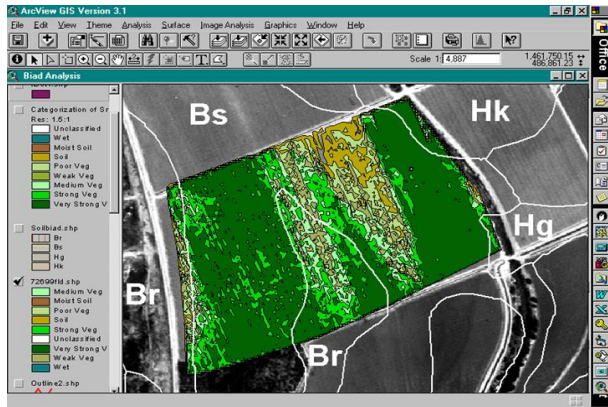 ArcView GIS Version 3.1
File Edit View Theme Analysis Surface Image Analysis Graphics Window Help
Scale 1: 4,887
1,461,750.15
486,861.23
Biad Analysis
Categorization of Sr
Res: 1.5:1
Unclassified
Wet
Moist Soil
Soil
Poor Veg
Weak Veg
Medium Veg
Strong Veg
Very Strong V
Soilbiad.shp
Br
Bs
Hg
Hk
72699fld.shp
Medium Veg
Moist Soil
Poor Veg
Soil
Strong Veg
Unclassified
Very Strong V
Weak Veg
Wet
Outline2.shp
Bs
Hk
Hg
Br
Br
Office